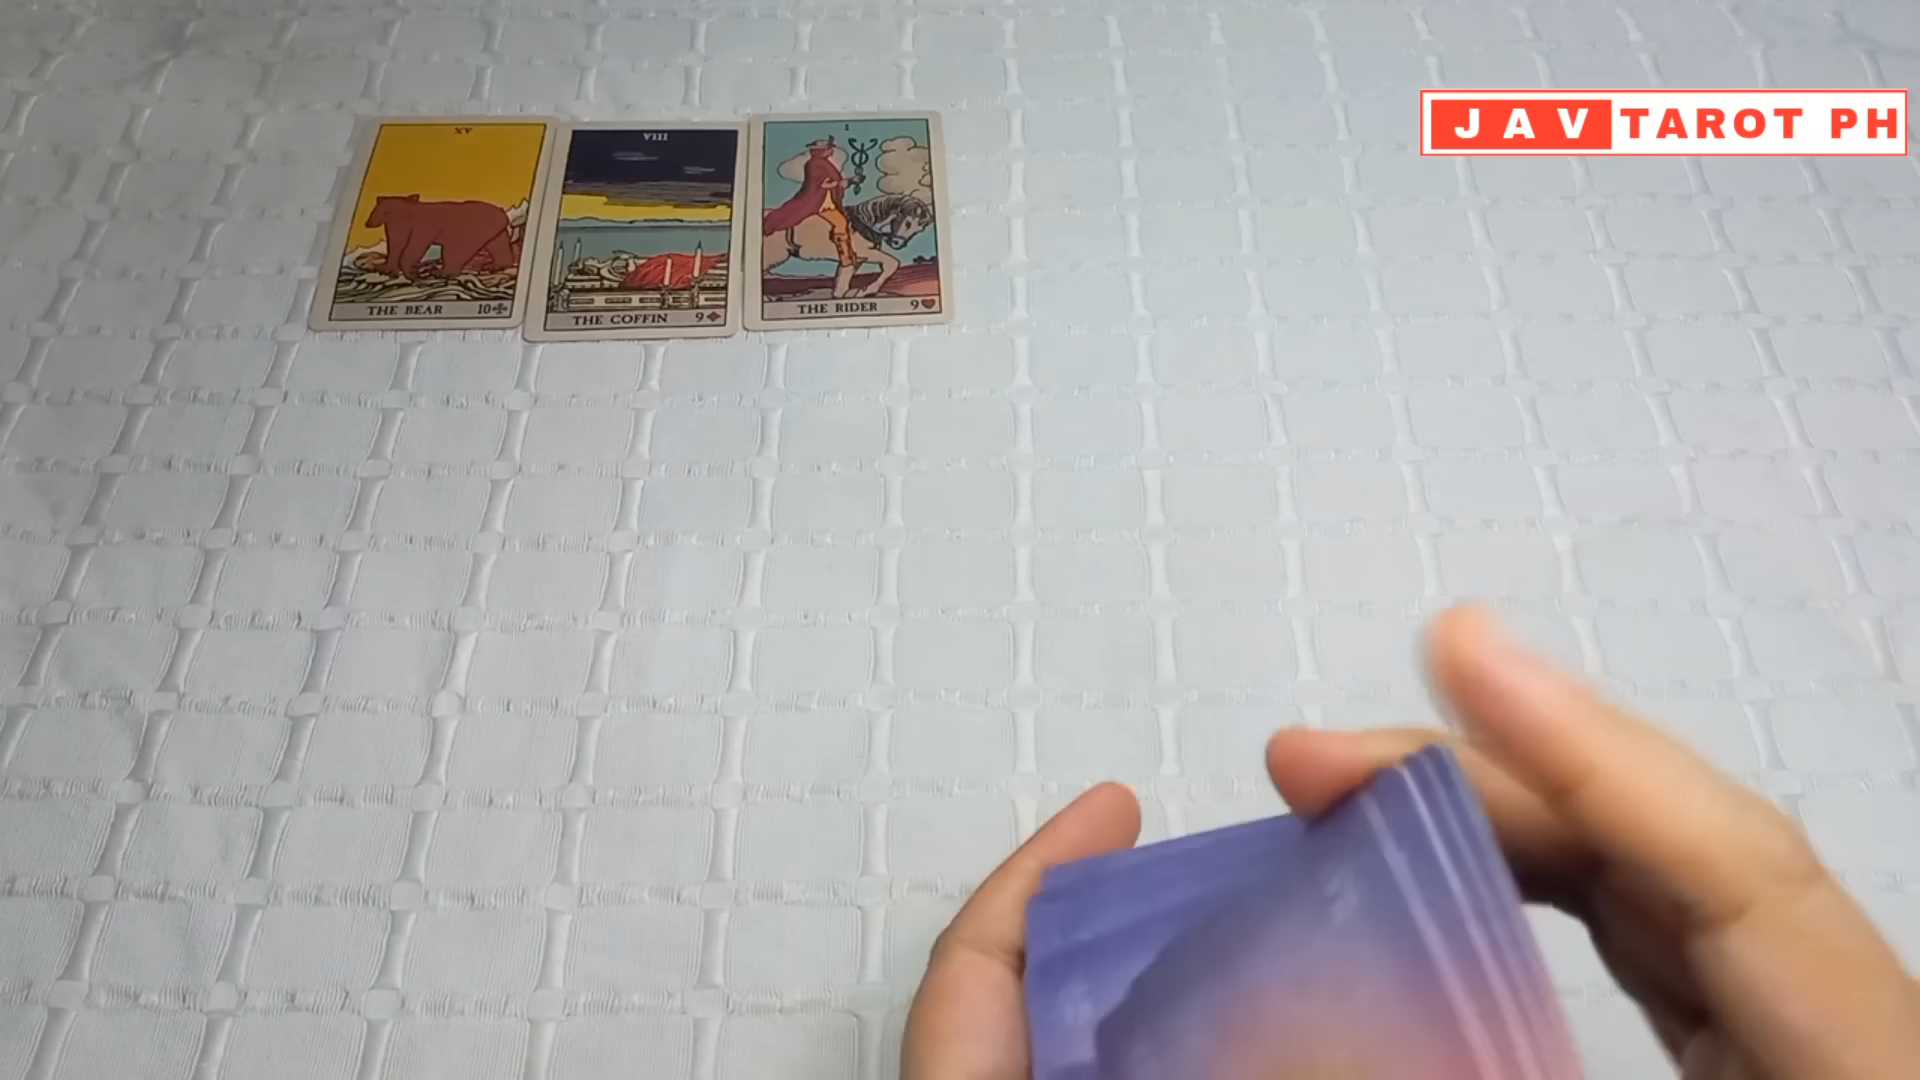 JAV TAROT PH
XV
THE BEAR 10
VIII
THE COFFIN 9
I
THE RIDER 9